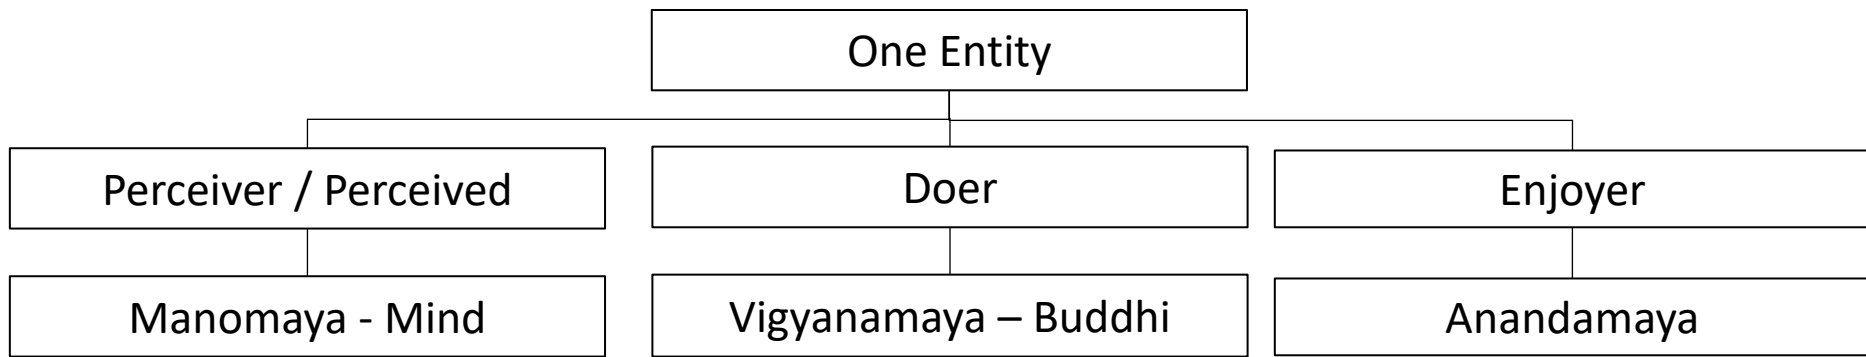 One Entity
Perceiver / Perceived
Doer
Enjoyer
Manomaya - Mind
Vigyanamaya – Buddhi
Anandamaya